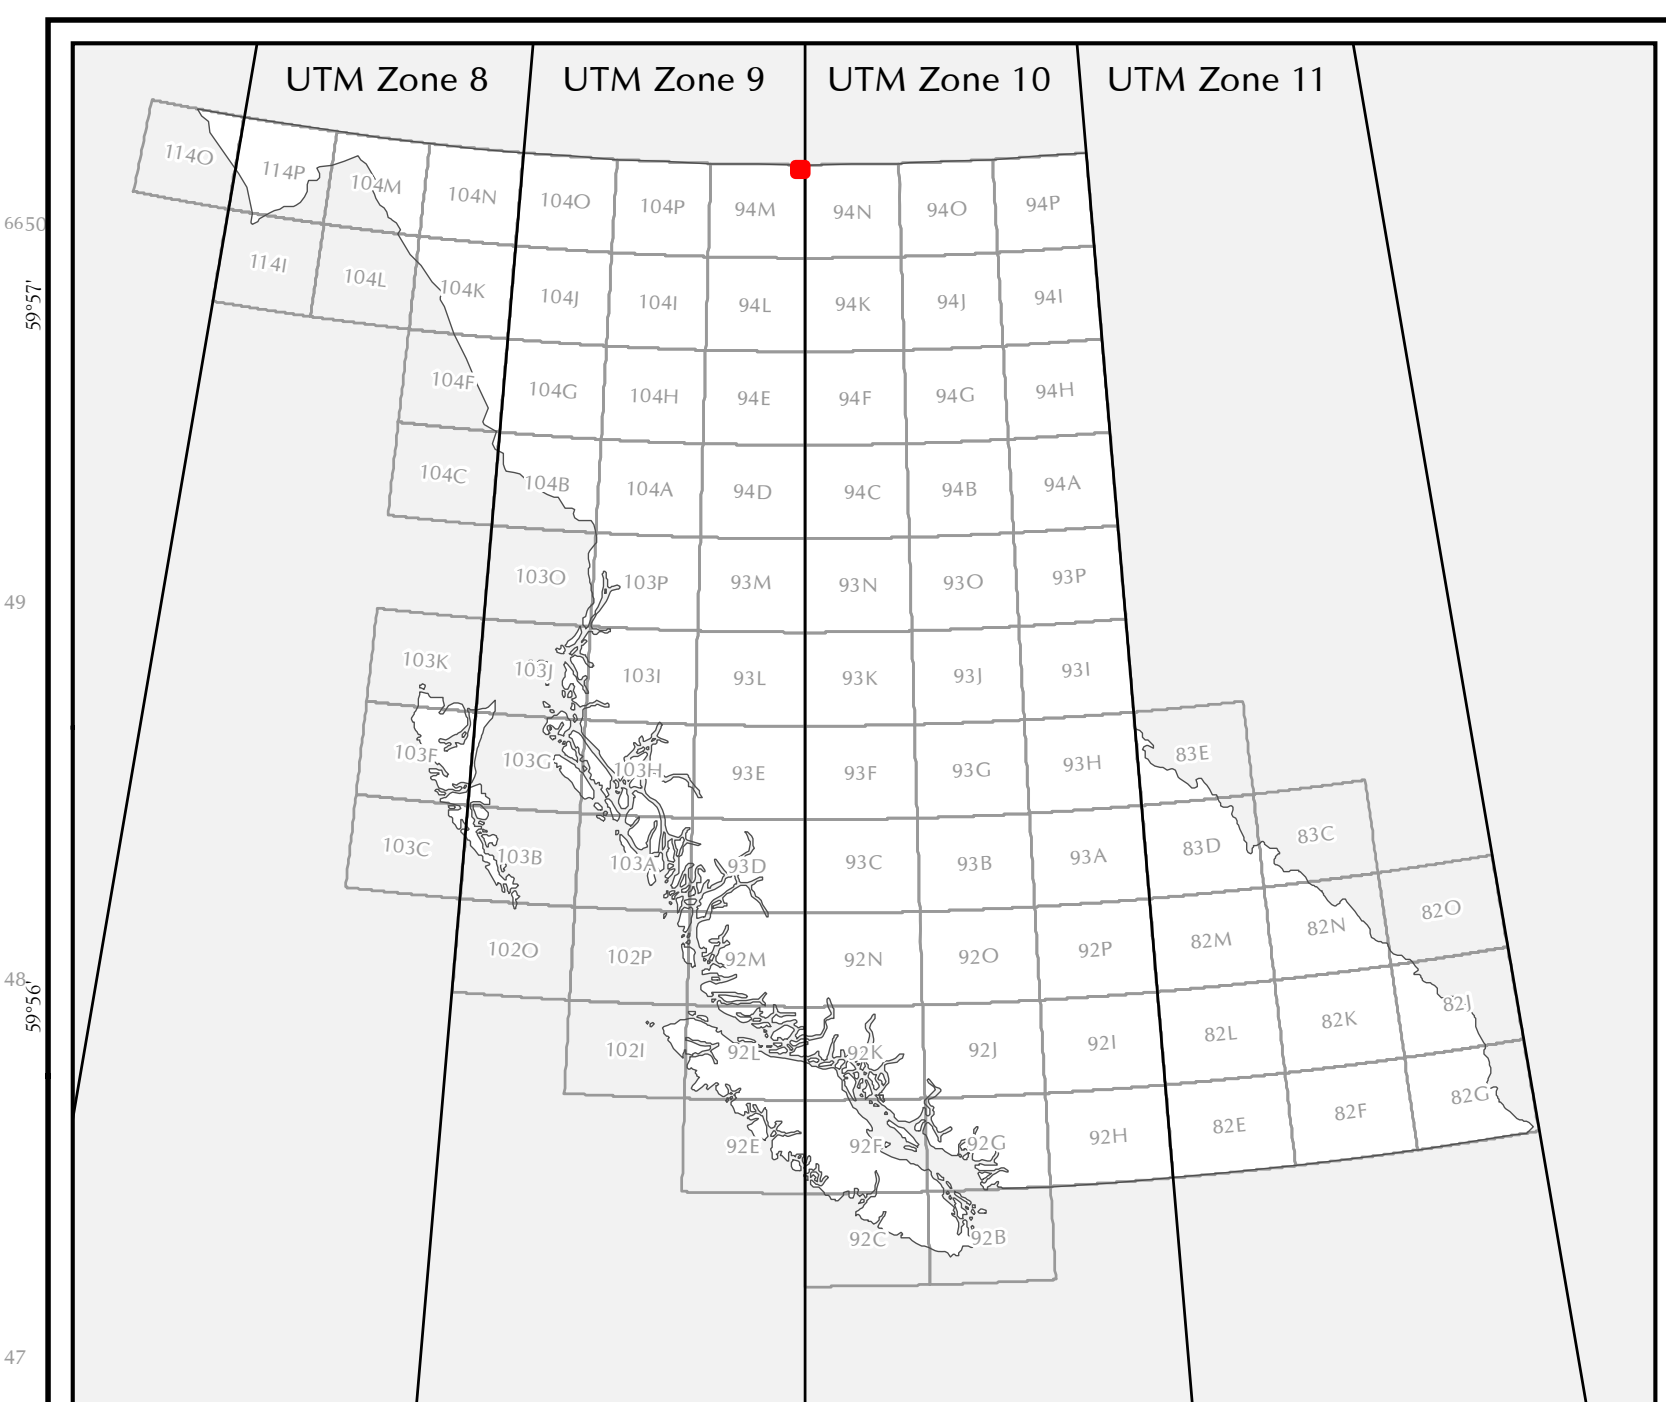 UTM Zone 8 UTM Zone 9 UTM Zone 10 UTM Zone 11
114O 114P 104M 104N 104O 104P 94M 94N 94O 94P
6650
114I 104L 104K 104J 104I 94L 94K 94J 94I
59°57'
104F 104G 104H 94E 94F 94G 94H
104C 104B 104A 94D 94C 94B 94A
49
103O 103P 93M 93N 93O 93P
103K 103J 103I 93L 93K 93J 93I
103F 103G 103H 93E 93F 93G 93H 83E
103C 103B 103A 93D 93C 93B 93A 83D 83C
48
59°56'
102O 102P 92M 92N 92O 92P 82M 82N 82O
102I 92L 92K 92J 92I 82L 82K 82J
92E 92F 92G 92H 82E 82F 82G
92C 92B
47